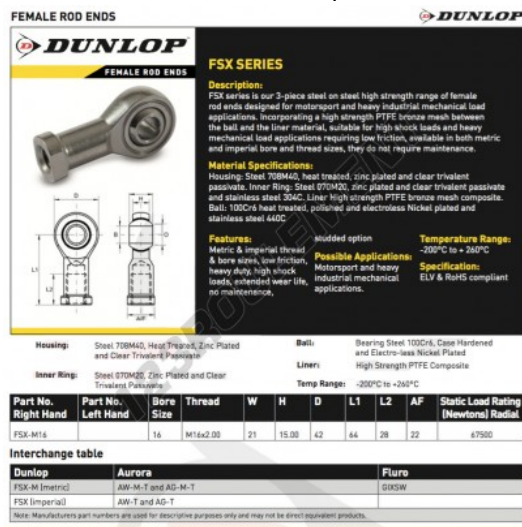 FEMALE ROD ENDS
DUNLOP
DUNLOP
FEMALE ROD ENDS
FSX SERIES
Description:
FSX series is our 3-piece steel on steel high strength range of female
rod ends designed for motorsport and heavy industrial mechanical load
applications. Incorporating a high strength PTFE bronze mesh between
the ball and the liner material, suitable for high shock loads and heavy
mechanical load applications requiring low friction, available in both metric
and imperial bore and thread sizes, they do not require maintenance.
Material Specifications:
Housing: Steel 708M40, heat treated, zinc plated and clear trivalent
passivate. Inner Ring: Steel 070M20, zinc plated and clear trivalent passivate
and stainless steel 304C. Liner High strength PTFE bronze mesh composite.
Ball: 100Cr6 heat treated, polished and electroless Nickel plated and
stainless steel 440C
Features:
Metric & imperial thread
& bore sizes, low friction,
heavy duty, high shock
loads, extended wear life,
no maintenance,
studded option
Possible Applications:
Motorsport and heavy
industrial mechanical
applications.
Temperature Range:
-200°C to + 260°C
Specification:
ELV & RoHS compliant
D
W
B
D
L1
L2
A/F
Housing: Steel 708M40, Heat Treated, Zinc Plated
and Clear Trivalent Passivate
Inner Ring: Steel 070M20, Zinc Plated and Clear
Trivalent Passivate
Ball: Bearing Steel 100Cr6, Case Hardened
and Electro-less Nickel Plated
Liner: High Strength PTFE Composite
Temp Range: -200°C to +260°C
Part No. Right Hand Part No. Left Hand Bore Size Thread W H D L1 L2 AF Static Load Rating (Newtons) Radial
FSX-M16 16 M16x2.00 21 15.00 42 64 28 22 67500
Interchange table
Dunlop Aurora Fluro
FSX-M (metric) AW-M-T and AG-M-T GIXSW
FSX (imperial) AW-T and AG-T
Note: Manufacturers part numbers are used for descriptive purposes only and may not be direct equivalent products.